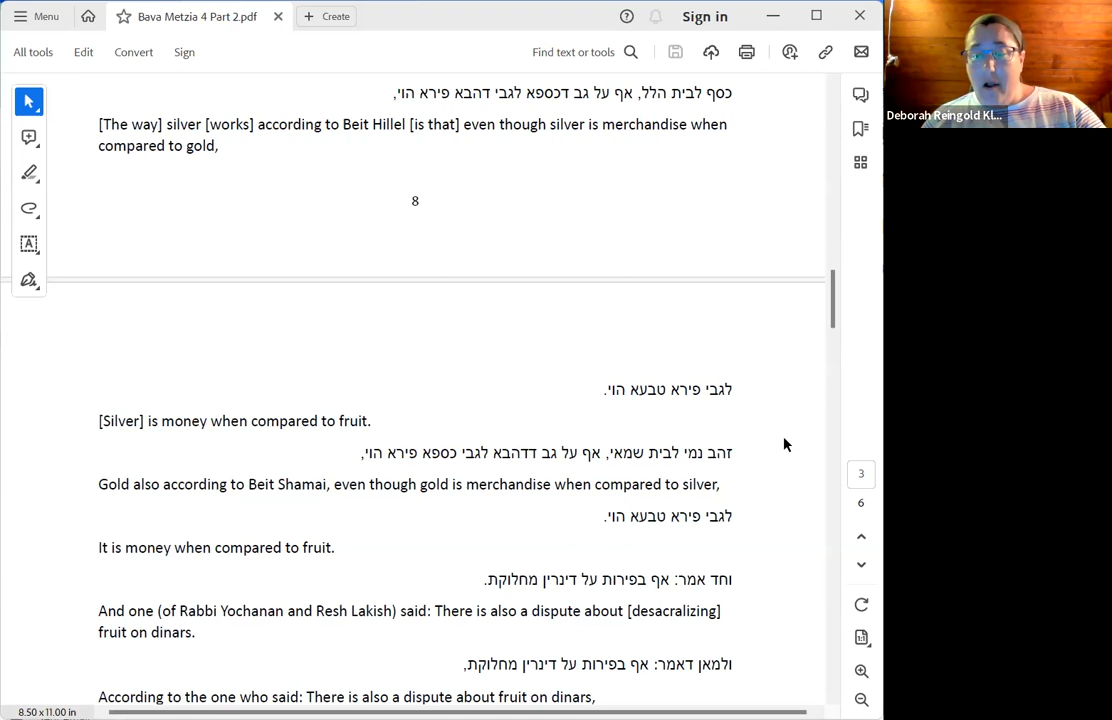 Menu
Bava Metzia 4 Part 2.pdf
Create
Sign in
All tools Edit Convert Sign
Find text or tools
Deborah Reingold Kl...
כסף לבית הלל, אף על גב דכספא לגבי דהבא פירא הוי,
[The way] silver [works] according to Beit Hillel [is that] even though silver is merchandise when
compared to gold,
8
לגבי פירא טבעא הוי.
[Silver] is money when compared to fruit.
זהב נמי לבית שמאי, אף על גב דדהבא לגבי כספא פירא הוי,
Gold also according to Beit Shamai, even though gold is merchandise when compared to silver,
לגבי פירא טבעא הוי.
It is money when compared to fruit.
וחד אמר: אף בפירות על דינרין מחלוקת.
And one (of Rabbi Yochanan and Resh Lakish) said: There is also a dispute about [desacralizing]
fruit on dinars.
ולמאן דאמר: אף בפירות על דינרין מחלוקת,
According to the one who said: There is also a dispute about fruit on dinars,
3
6
8.50 x 11.00 in